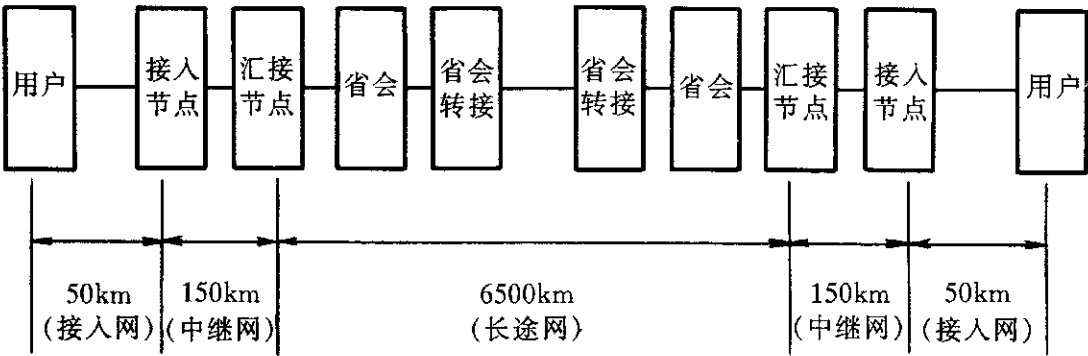 用户
接入
节点
汇接
节点
省会
省会
转接
省会
转接
省会
汇接
节点
接入
节点
用户
50km
(接入网)
150km
(中继网)
6500km
(长途网)
150km
(中继网)
50km
(接入网)